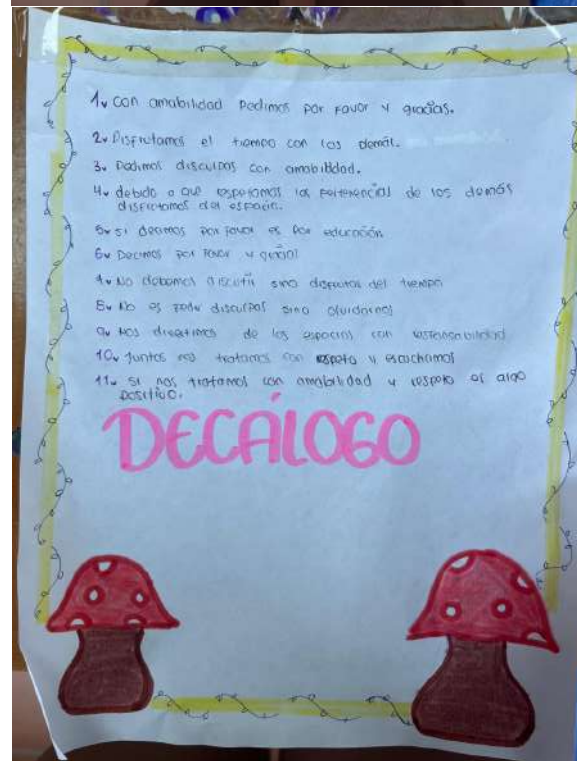 1. Con amabilidad Pedimos por favor y gracias.
2. Disfrutamos el tiempo con los demás.
3. Pedimos disculpas con amabilidad.
4. debido a que respetamos las pertenencias de los demás
disfrutamos del espacio.
5. si decimos por favor es por educación
6. Decimos por favor y gracias
7. No debemos discutir sino disfrutar del tiempo
8. No es pedir disculpas sino olvidarnos
9. Nos divertimos de los espacios con responsabilidad
10. Juntos nos tratamos con respeto y escuchamos
11. si nos tratamos con amabilidad y respeto es algo
positivo.
DECÁLOGO